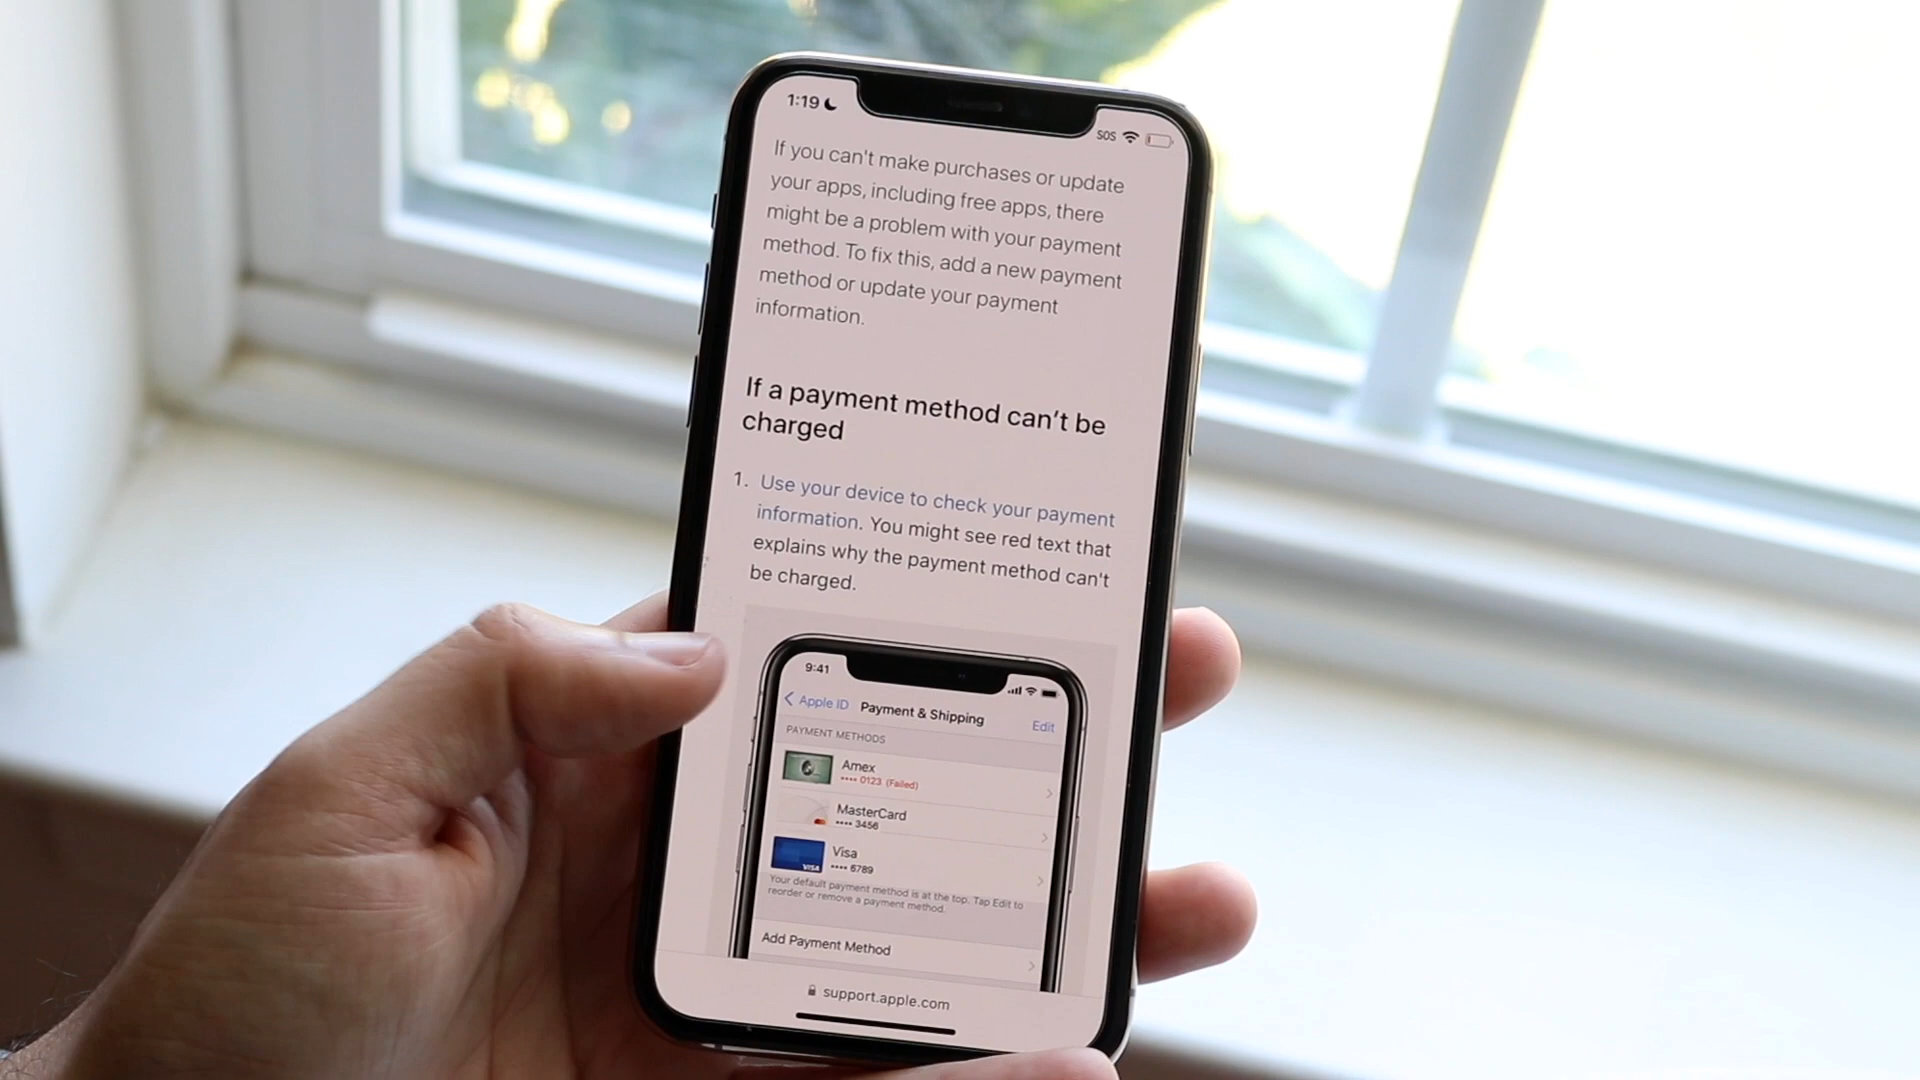 1:19
SOS
If you can't make purchases or update
your apps, including free apps, there
might be a problem with your payment
method. To fix this, add a new payment
method or update your payment
information.
If a payment method can't be
charged
1. Use your device to check your payment
information. You might see red text that
explains why the payment method can't
be charged.
9:41
Apple ID Payment & Shipping Edit
PAYMENT METHODS
Amex
•••• 0123 (Failed)
MasterCard
•••• 3456
VISA
Visa
•••• 6789
Your default payment method is at the top. Tap Edit to
reorder or remove a payment method.
Add Payment Method
support.apple.com